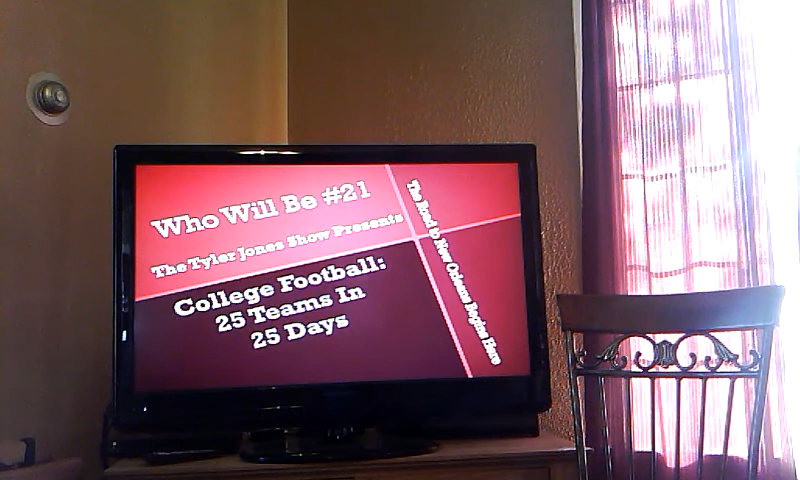 Who Will Be #21
The Tyler Jones Show Presents
College Football:
25 Teams In
25 Days
The Road to New Orleans Begins Here